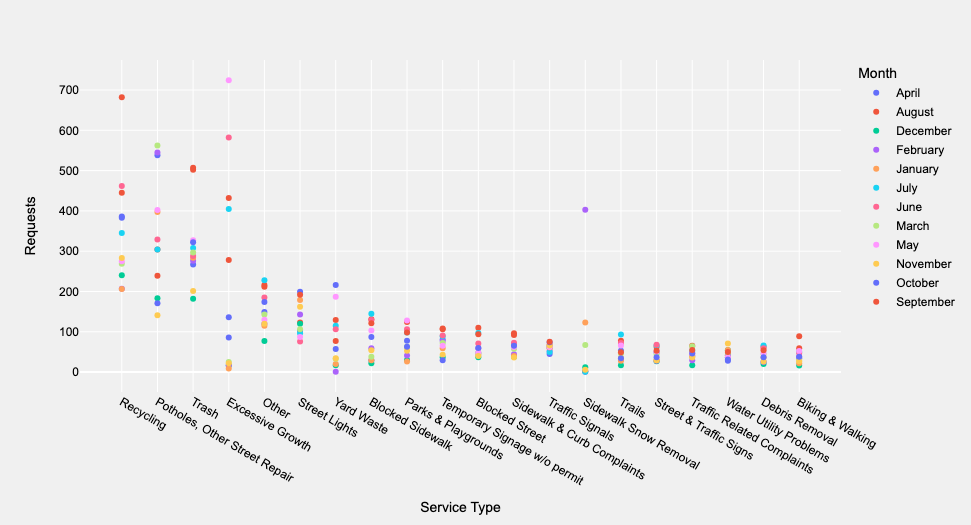 Month
April
August
December
February
January
July
June
March
May
November
October
September
Requests
700
600
500
400
300
200
100
0
Recycling
Potholes, Other Street Repair
Trash
Excessive Growth
Other
Street Lights
Yard Waste
Blocked Sidewalk
Parks & Playgrounds
Temporary Signage w/o permit
Blocked Street
Sidewalk & Curb Complaints
Traffic Signals
Sidewalk Snow Removal
Trails
Street & Traffic Signs
Traffic Related Complaints
Water Utility Problems
Debris Removal
Biking & Walking
Service Type